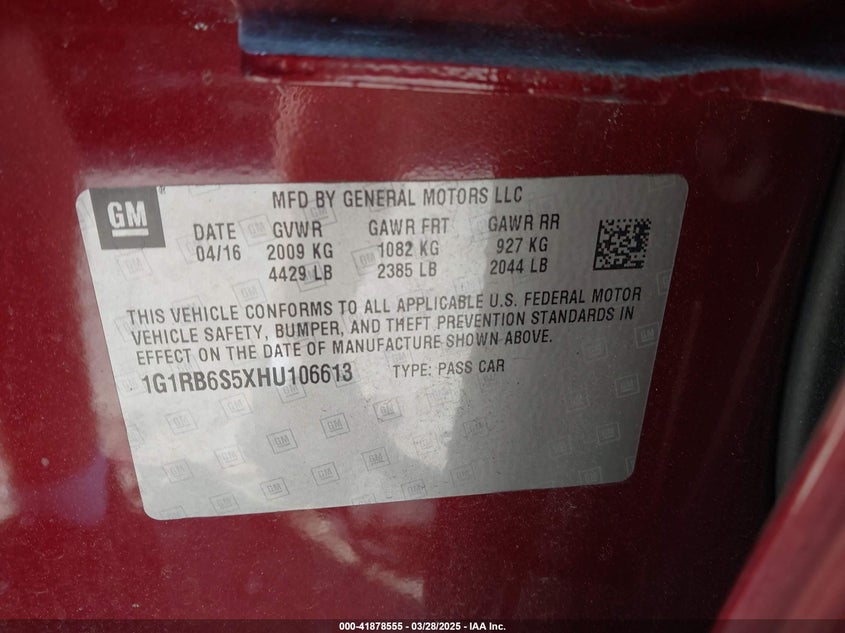 GM
MFD BY GENERAL MOTORS LLC
DATE GVWR GAWR FRT GAWR RR
04/16 2009 KG 1082 KG 927 KG
4429 LB 2385 LB 2044 LB
THIS VEHICLE CONFORMS TO ALL APPLICABLE U.S. FEDERAL MOTOR
VEHICLE SAFETY, BUMPER, AND THEFT PREVENTION STANDARDS IN
EFFECT ON THE DATE OF MANUFACTURE SHOWN ABOVE.
1G1RB6S5XHU106613 TYPE: PASS CAR
000-41878555 — 03/28/2025 — IAA Inc.